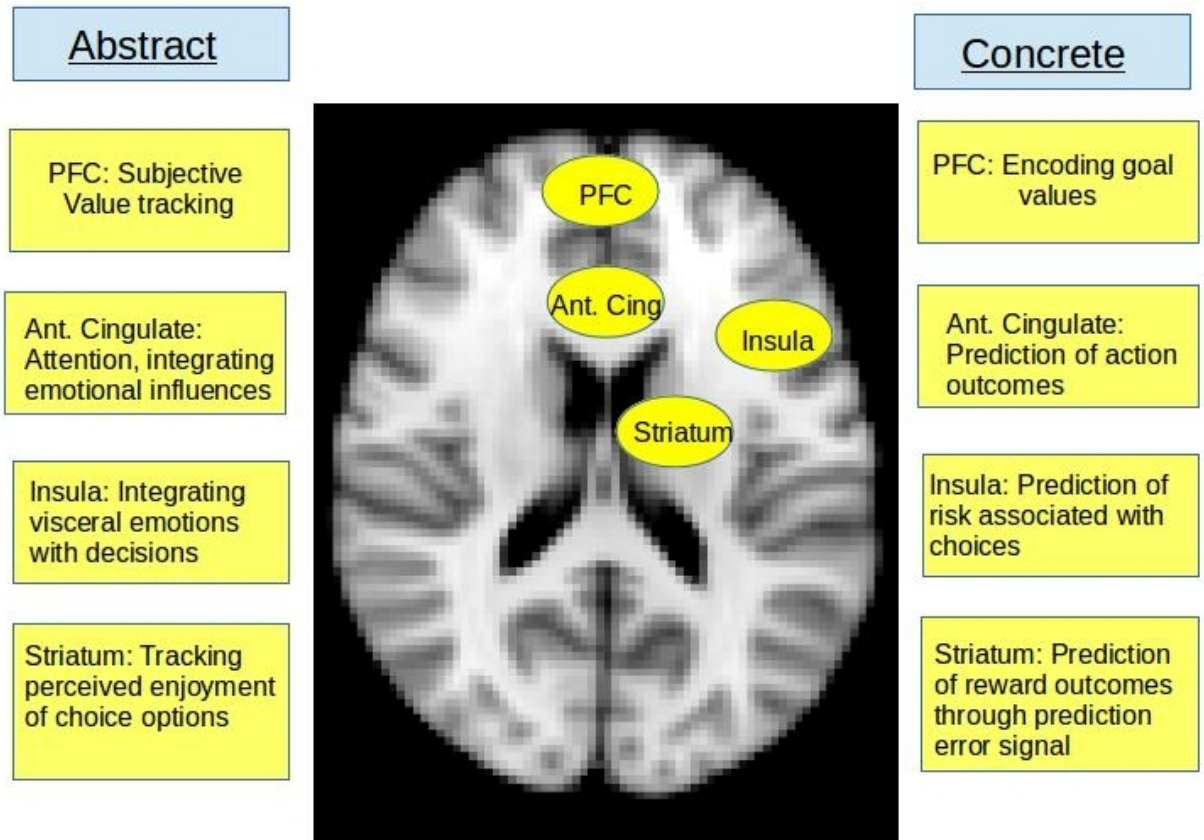 Abstract
PFC: Subjective
Value tracking
Ant. Cingulate:
Attention, integrating
emotional influences
Insula: Integrating
visceral emotions
with decisions
Striatum: Tracking
perceived enjoyment
of choice options
PFC
Ant. Cing
Insula
Striatum
Concrete
PFC: Encoding goal
values
Ant. Cingulate:
Prediction of action
outcomes
Insula: Prediction of
risk associated with
choices
Striatum: Prediction
of reward outcomes
through prediction
error signal